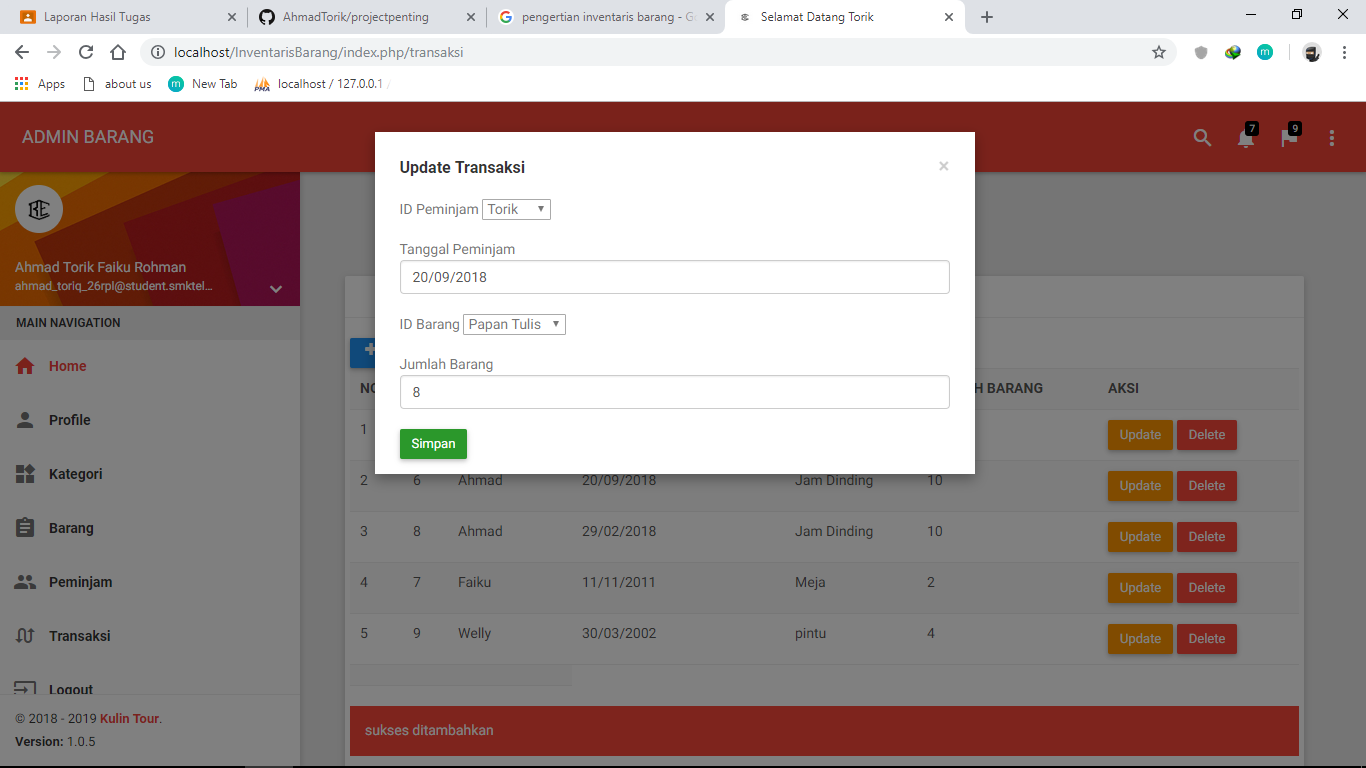 Laporan Hasil Tugas
AhmadTorik/projectpenting
pengertian inventaris barang - G
Selamat Datang Torik
localhost/InventarisBarang/index.php/transaksi
Apps
about us
m New Tab
PMA localhost / 127.0.0.1
ADMIN BARANG
7
9
Ahmad Torik Faiku Rohman
ahmad_toriq_26rpl@student.smktel...
MAIN NAVIGATION
Home
Profile
Kategori
Barang
Peminjam
Transaksi
Logout
© 2018 - 2019 Kulin Tour.
Version: 1.0.5
Update Transaksi
×
ID Peminjam Torik
Tanggal Peminjam
20/09/2018
ID Barang Papan Tulis
Jumlah Barang
8
Simpan
H BARANG AKSI
1 Update Delete
2 6 Ahmad 20/09/2018 Jam Dinding 10 Update Delete
3 8 Ahmad 29/02/2018 Jam Dinding 10 Update Delete
4 7 Faiku 11/11/2011 Meja 2 Update Delete
5 9 Welly 30/03/2002 pintu 4 Update Delete
sukses ditambahkan